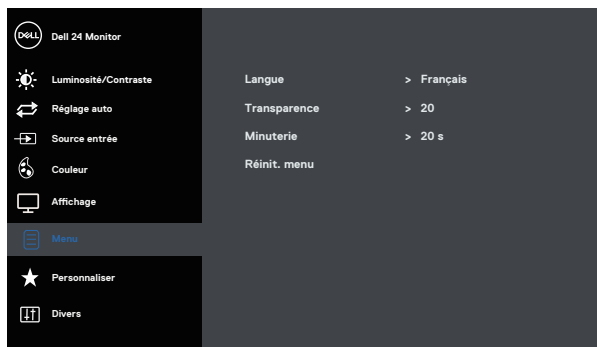 DELL Dell 24 Monitor
Luminosité/Contraste
Réglage auto
Source entrée
Couleur
Affichage
Menu
Personnaliser
Divers
Langue > Français
Transparence > 20
Minuterie > 20 s
Réinit. menu